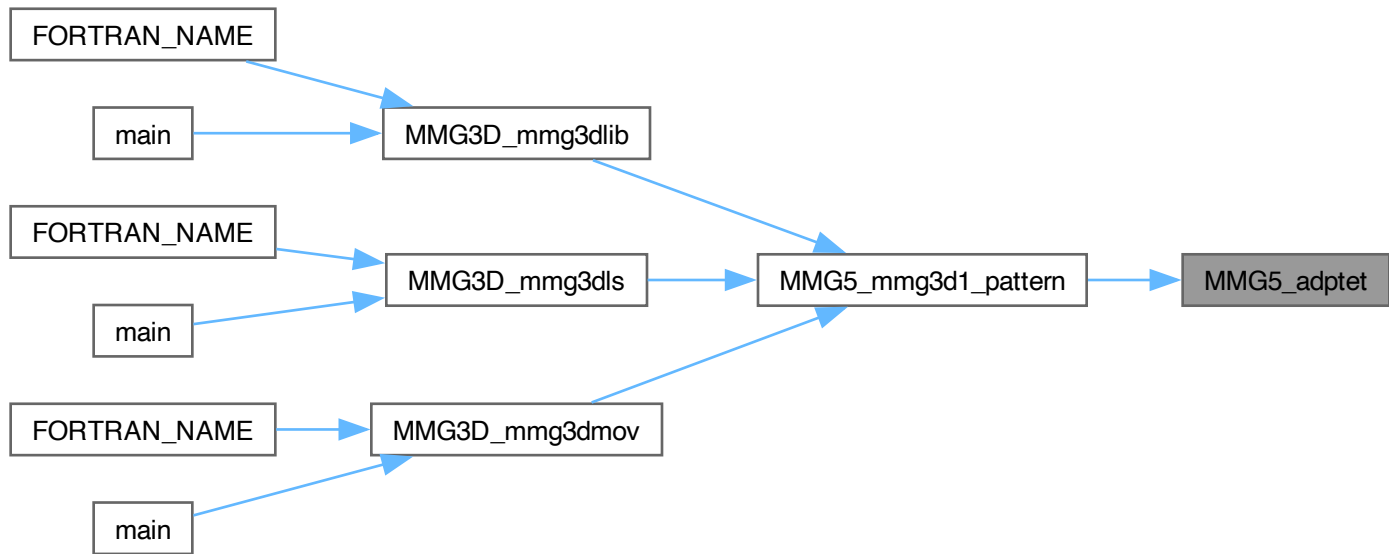 FORTRAN_NAME
main
MMG3D_mmg3dlib
FORTRAN_NAME
main
MMG3D_mmg3dls
MMG5_mmg3d1_pattern
MMG5_adptet
FORTRAN_NAME
main
MMG3D_mmg3dmov